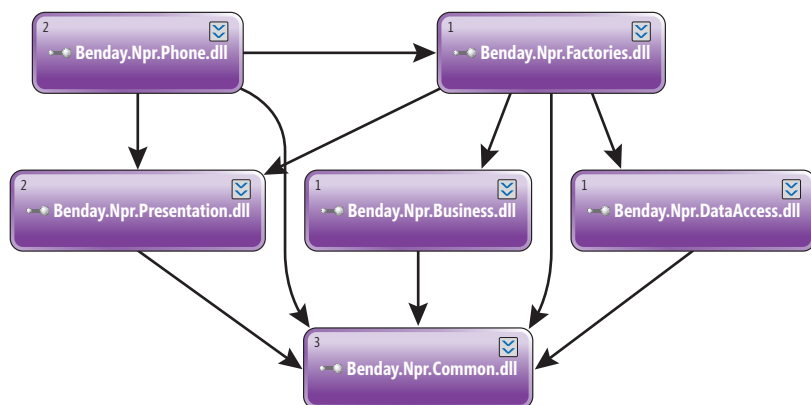 2
Benday.Npr.Phone.dll
1
Benday.Npr.Factories.dll
2
Benday.Npr.Presentation.dll
1
Benday.Npr.Business.dll
1
Benday.Npr.DataAccess.dll
3
Benday.Npr.Common.dll